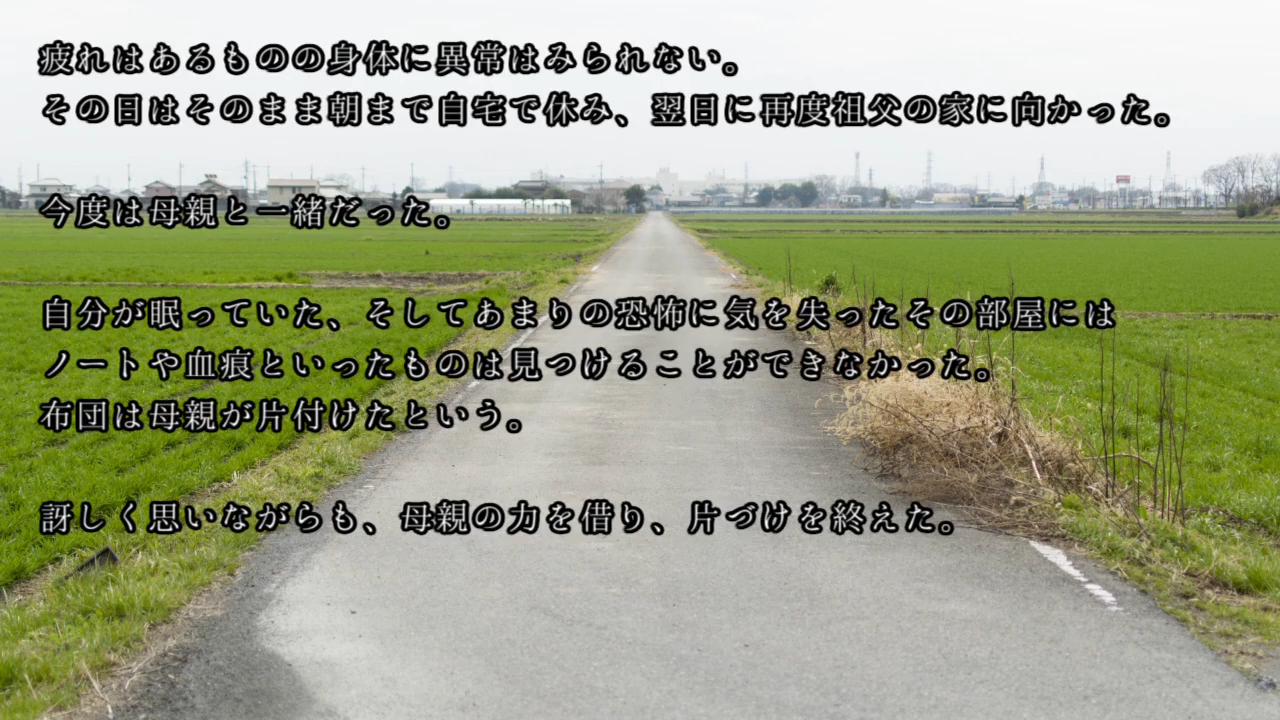 疲れはあるものの身体に異常はみられない。
その日はそのまま朝まで自宅で休み、翌日に再度祖父の家に向かった。
今度は母親と一緒だった。
自分が眠っていた、そしてあまりの恐怖に気を失ったその部屋には
ノートや血痕といったものは見つけることができなかった。
布団は母親が片付けたという。
訝しく思いながらも、母親の力を借り、片づけを終えた。